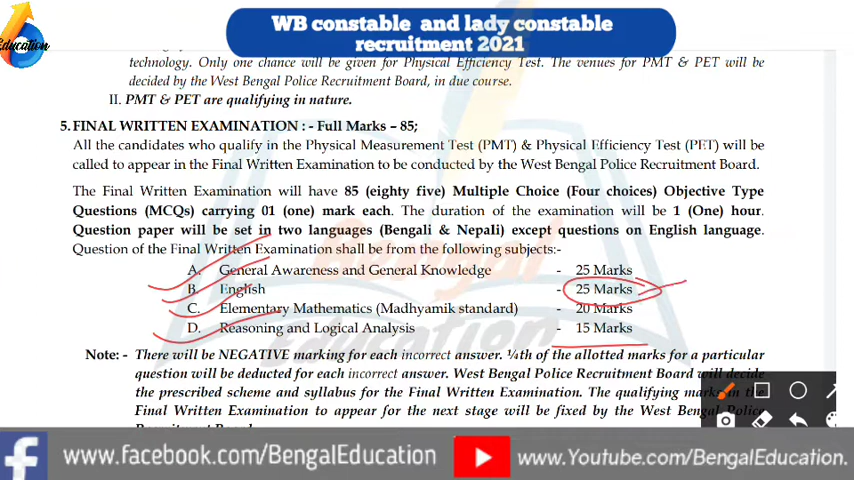 WB constable and lady constable
recruitment 2021
Education
technology. Only one chance will be given for Physical Efficiency Test. The venues for PMT & PET will be
decided by the West Bengal Police Recruitment Board, in due course.
II. PMT & PET are qualifying in nature.
5. FINAL WRITTEN EXAMINATION : - Full Marks – 85;
All the candidates who qualify in the Physical Measurement Test (PMT) & Physical Efficiency Test (PET) will be
called to appear in the Final Written Examination to be conducted by the West Bengal Police Recruitment Board.
The Final Written Examination will have 85 (eighty five) Multiple Choice (Four choices) Objective Type
Questions (MCQs) carrying 01 (one) mark each. The duration of the examination will be 1 (One) hour.
Question paper will be set in two languages (Bengali & Nepali) except questions on English language.
Question of the Final Written Examination shall be from the following subjects:-
A. General Awareness and General Knowledge - 25 Marks
B. English - 25 Marks
C. Elementary Mathematics (Madhyamik standard) - 20 Marks
D. Reasoning and Logical Analysis - 15 Marks
Note: - There will be NEGATIVE marking for each incorrect answer. ¼th of the allotted marks for a particular
question will be deducted for each incorrect answer. West Bengal Police Recruitment Board will decide
the prescribed scheme and syllabus for the Final Written Examination. The qualifying marks in the
Final Written Examination to appear for the next stage will be fixed by the West Bengal Police
Recruitment Board.
Bengal
Education
www.facebook.com/BengalEducation
www.Youtube.com/BengalEducation.